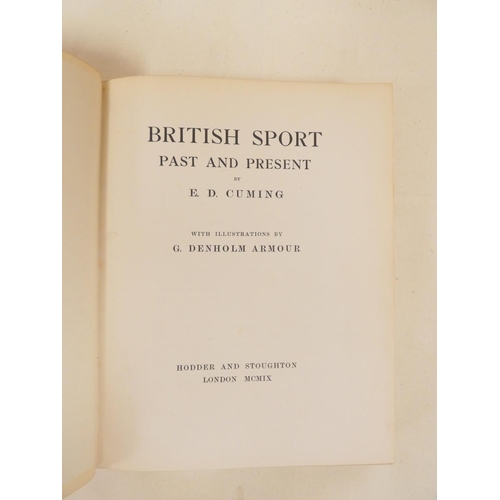 BRITISH SPORT
PAST AND PRESENT
BY
E. D. CUMING
WITH ILLUSTRATIONS BY
G. DENHOLM ARMOUR
HODDER AND STOUGHTON
LONDON MCMIX